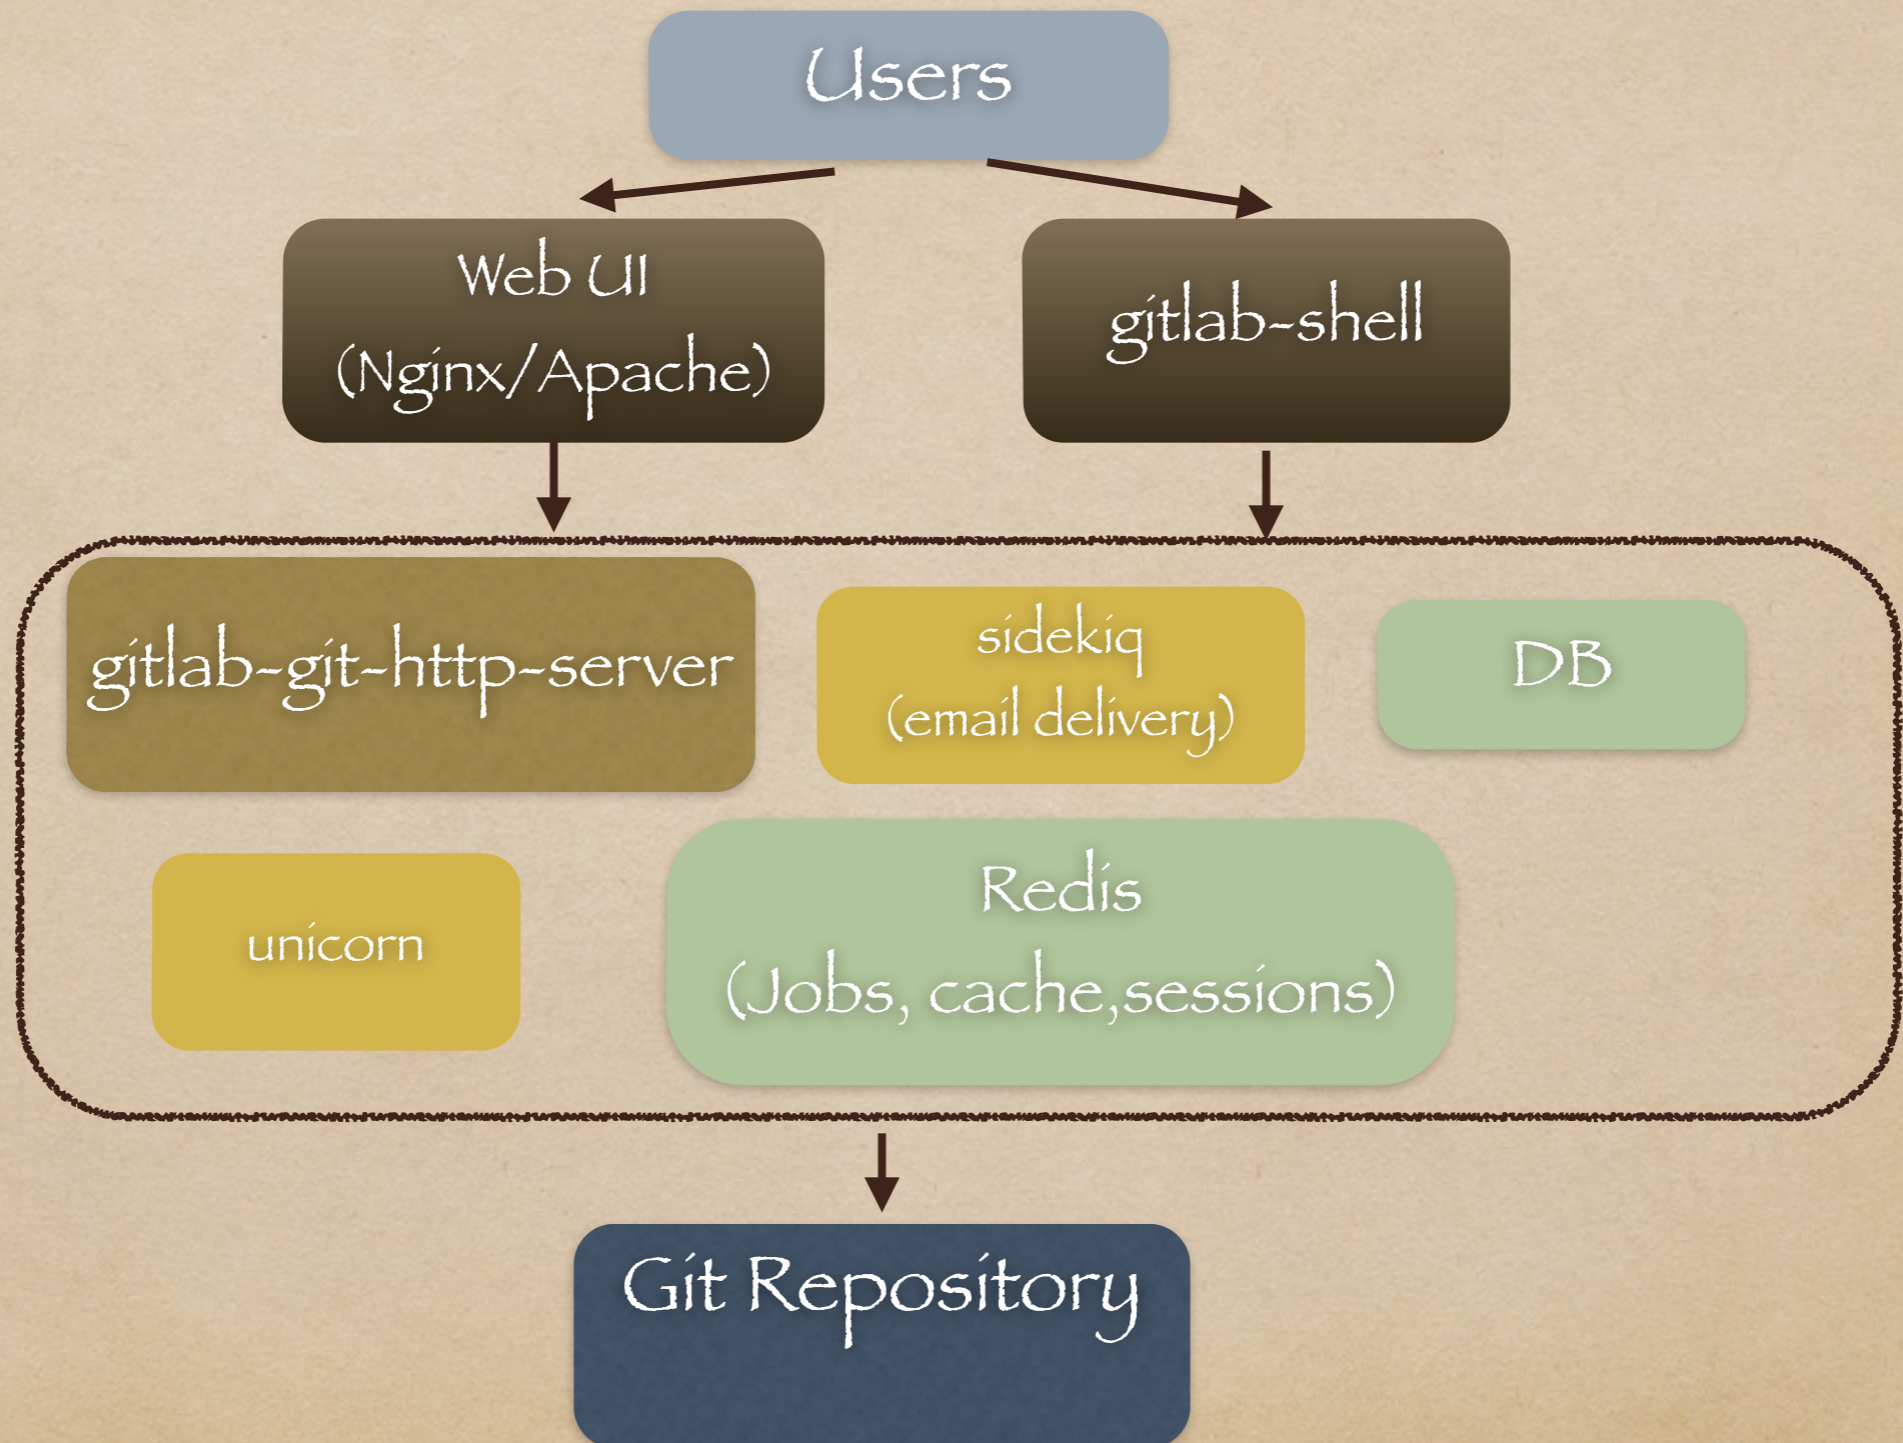 Users
Web UI
(Nginx/Apache)
gitlab-shell
gitlab-git-http-server
sidekiq
(email delivery)
DB
unicorn
Redis
(Jobs, cache,sessions)
Git Repository